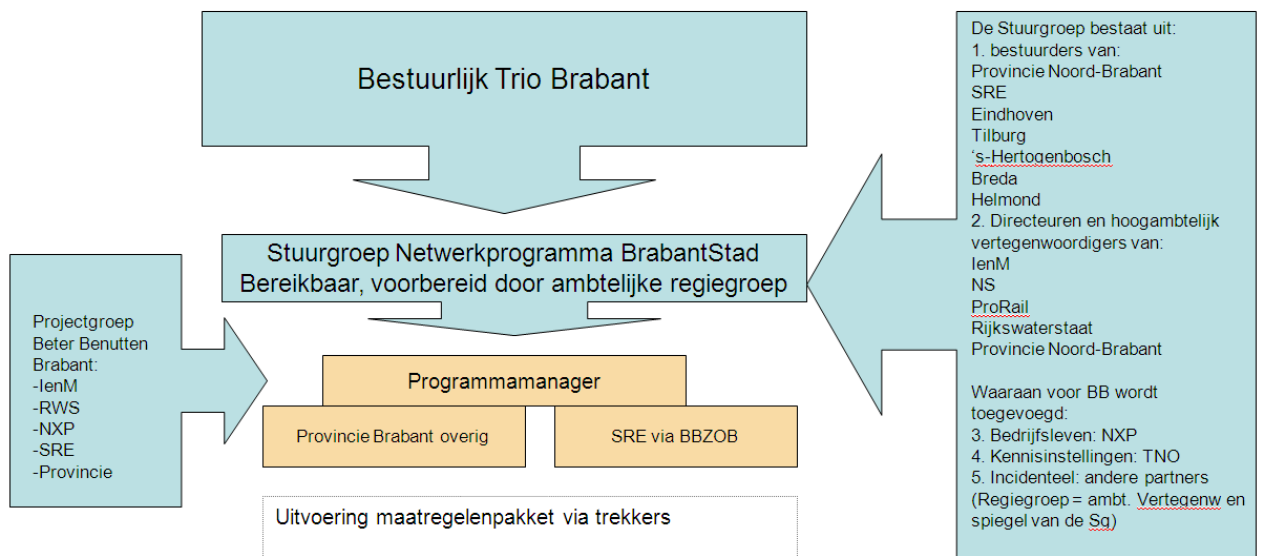 Bestuurlijk Trio Brabant
Stuurgroep Netwerkprogramma BrabantStad
Bereikbaar, voorbereid door ambtelijke regiegroep
Projectgroep
Beter Benutten
Brabant:
-IenM
-RWS
-NXP
-SRE
-Provincie
Programmamanager
Provincie Brabant overig
SRE via BBZOB
Uitvoering maatregelenpakket via trekkers
De Stuurgroep bestaat uit:
1. bestuurders van:
Provincie Noord-Brabant
SRE
Eindhoven
Tilburg
‘s-Hertogenbosch
Breda
Helmond
2. Directeuren en hoogambtelijk
vertegenwoordigers van:
IenM
NS
ProRail
Rijkswaterstaat
Provincie Noord-Brabant
Waaraan voor BB wordt
toegevoegd:
3. Bedrijfsleven: NXP
4. Kennisinstellingen: TNO
5. Incidenteel: andere partners
(Regiegroep = ambt. Vertegenw en
spiegel van de Sg)